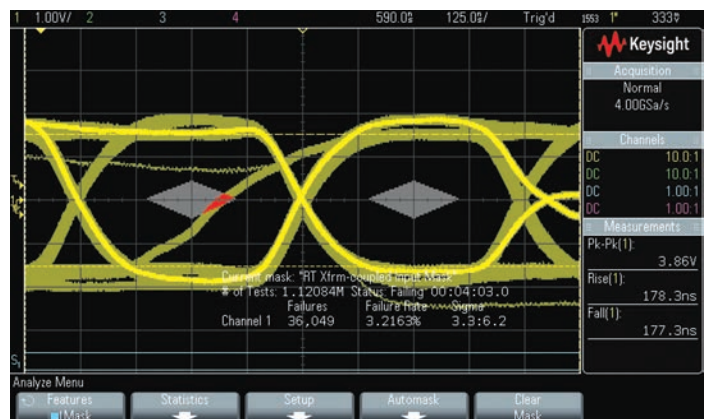 1 1.00V/ 2 3 4 590.0ns 125.0ns/ Trig'd 1553 1 333
Keysight
Acquisition
Normal
4.00GSa/s
Channels
DC 10.0:1
DC 10.0:1
DC 1.00:1
DC 1.00:1
Measurements
Pk-Pk(1):
3.86V
Rise(1):
178.3ns
Fall(1):
177.3ns
Current mask: "RT Xfrm-coupled Input Mask"
# of Tests: 1.12084M Status: Failing 00:04:03.0
Failures Failure Rate Sigma
Channel 1 36,049 3.2163% 3.3:6.2
Analyze Menu
Features Statistics Setup Automask Clear
Mask Mask